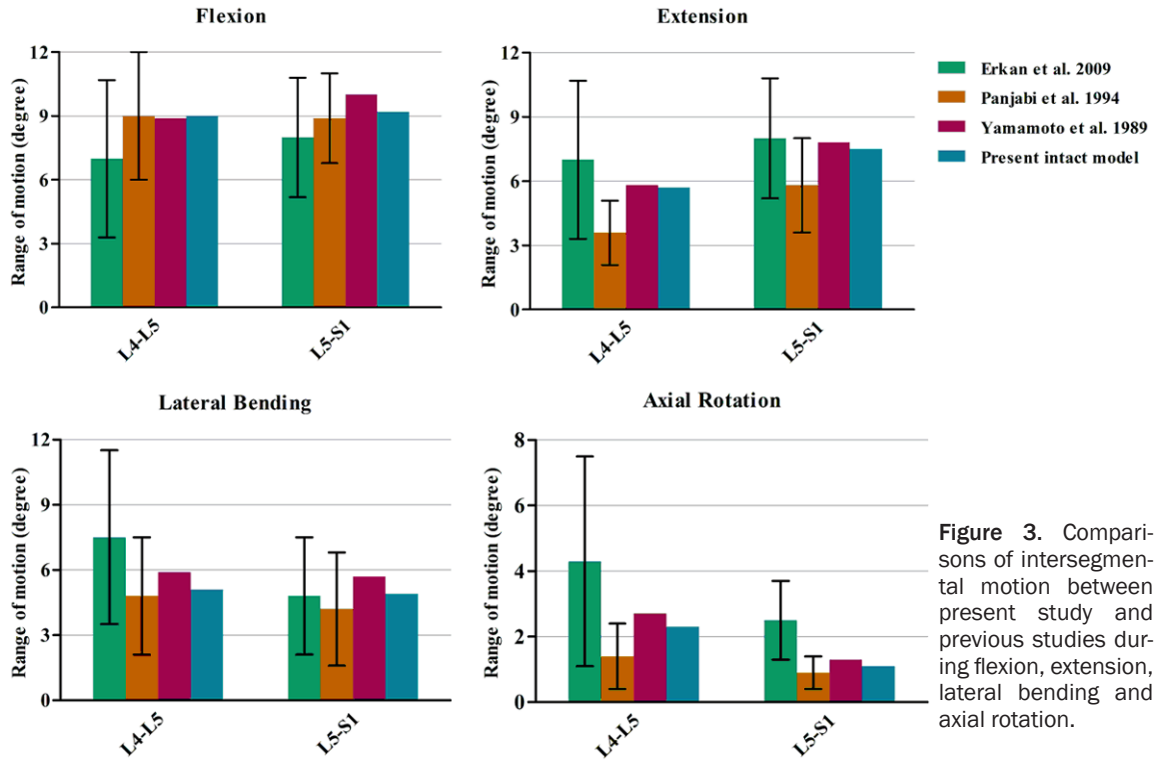 Flexion
Range of motion (degree)
12
9
6
3
0
L4-L5
L5-S1
Extension
Range of motion (degree)
12
9
6
3
0
L4-L5
L5-S1
Erkan et al. 2009
Panjabi et al. 1994
Yamamoto et al. 1989
Present intact model
Lateral Bending
Range of motion (degree)
12
9
6
3
0
L4-L5
L5-S1
Axial Rotation
Range of motion (degree)
8
6
4
2
0
L4-L5
L5-S1
Figure 3. Compari-
sons of intersegmen-
tal motion between
present study and
previous studies dur-
ing flexion, extension,
lateral bending and
axial rotation.